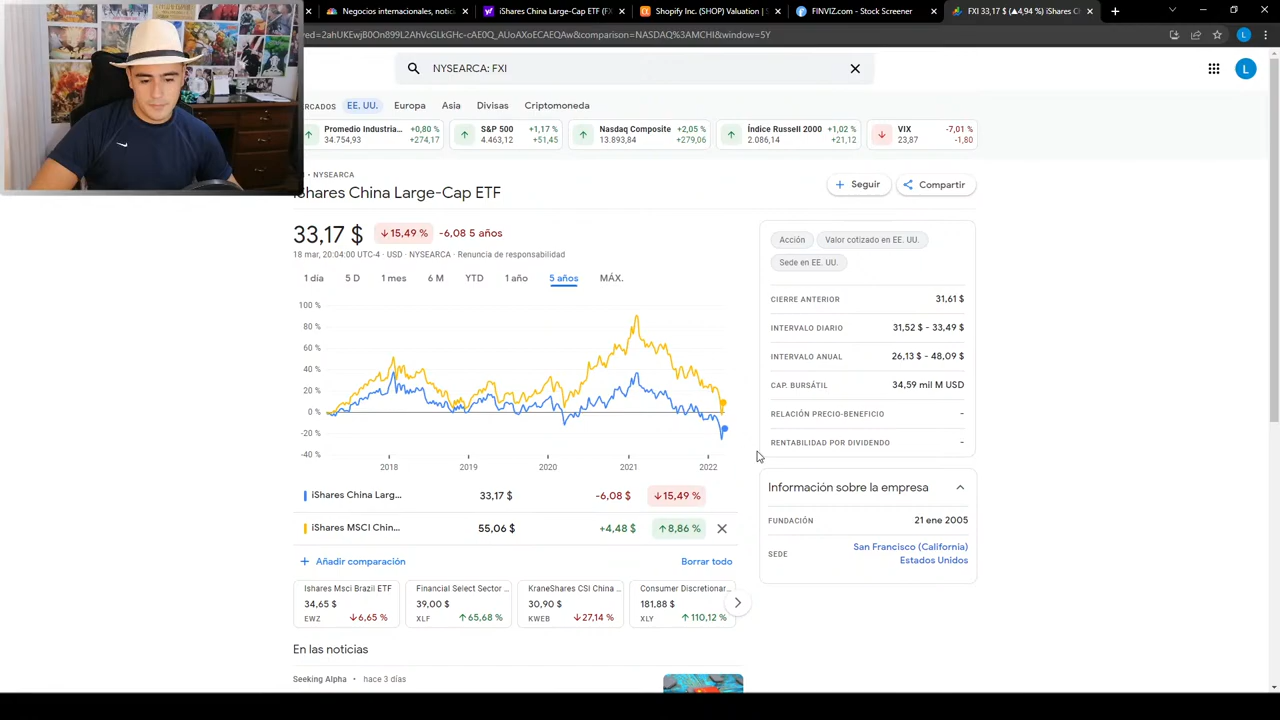 Negocios internacionales, notic
iShares China Large-Cap ETF (F)
Shopify Inc. (SHOP) Valuation
FINVIZ.com - Stock Screener
FXI 33,17 $ (▲4,94 %) iShares C
ved=2ahUKEwjB0On899L2AhVcGLkGHc-cAE0Q_AUoAXoECAEQAw&comparison=NASDAQ%3AMCHI&window=5Y
L
NYSEARCA: FXI
L
RCADOS
EE. UU.
Europa
Asia
Divisas
Criptomoneda
Promedio Industria... +0,80 %
34.754,93 +274,17
S&P 500 +1,17 %
4.463,12 +51,45
Nasdaq Composite +2,05 %
13.893,84 +279,06
Índice Russell 2000 +1,02 %
2.086,14 +21,12
VIX -7,01 %
23,87 -1,80
• NYSEARCA
iShares China Large-Cap ETF
Seguir
Compartir
33,17 $ 15,49 % -6,08 5 años
18 mar, 20:04:00 UTC-4 · USD · NYSEARCA · Renuncia de responsabilidad
1 día 5 D 1 mes 6 M YTD 1 año 5 años MÁX.
100 %
80 %
60 %
40 %
20 %
0 %
-20 %
-40 %
2018 2019 2020 2021 2022
iShares China Larg... 33,17 $ -6,08 $ 15,49 %
iShares MSCI Chin... 55,06 $ +4,48 $ 8,86 %
Añadir comparación
Borrar todo
Ishares Msci Brazil ETF
34,65 $
EWZ 6,65 %
Financial Select Sector ...
39,00 $
XLF 65,68 %
KraneShares CSI China ...
30,90 $
KWEB 27,14 %
Consumer Discretionar...
181,88 $
XLY 110,12 %
En las noticias
Seeking Alpha • hace 3 días
Acción
Valor cotizado en EE. UU.
Sede en EE. UU.
CIERRE ANTERIOR 31,61 $
INTERVALO DIARIO 31,52 $ - 33,49 $
INTERVALO ANUAL 26,13 $ - 48,09 $
CAP. BURSÁTIL 34,59 mil M USD
RELACIÓN PRECIO-BENEFICIO -
RENTABILIDAD POR DIVIDENDO -
Información sobre la empresa
FUNDACIÓN 21 ene 2005
SEDE San Francisco (California)
Estados Unidos